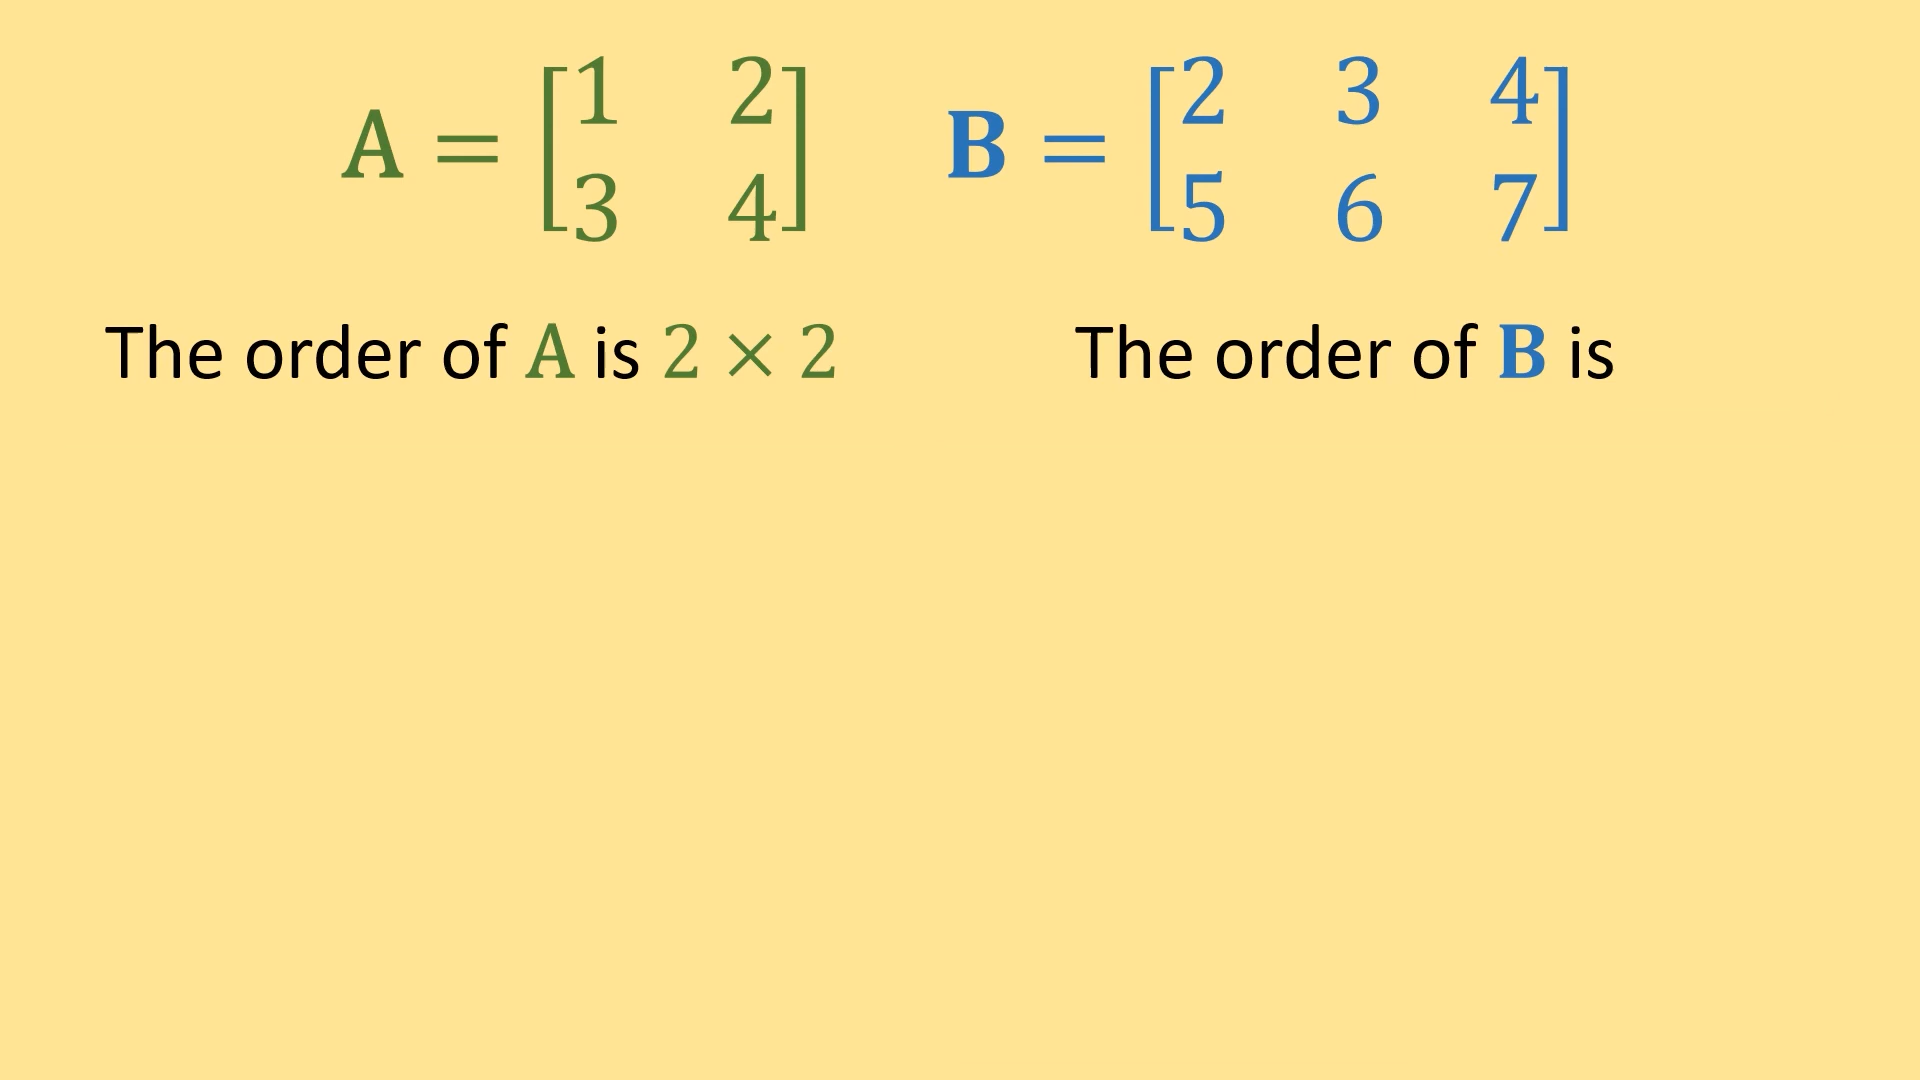 A = [1 2
3 4] B = [2 3 4
5 6 7]
The order of A is 2 × 2 The order of B is